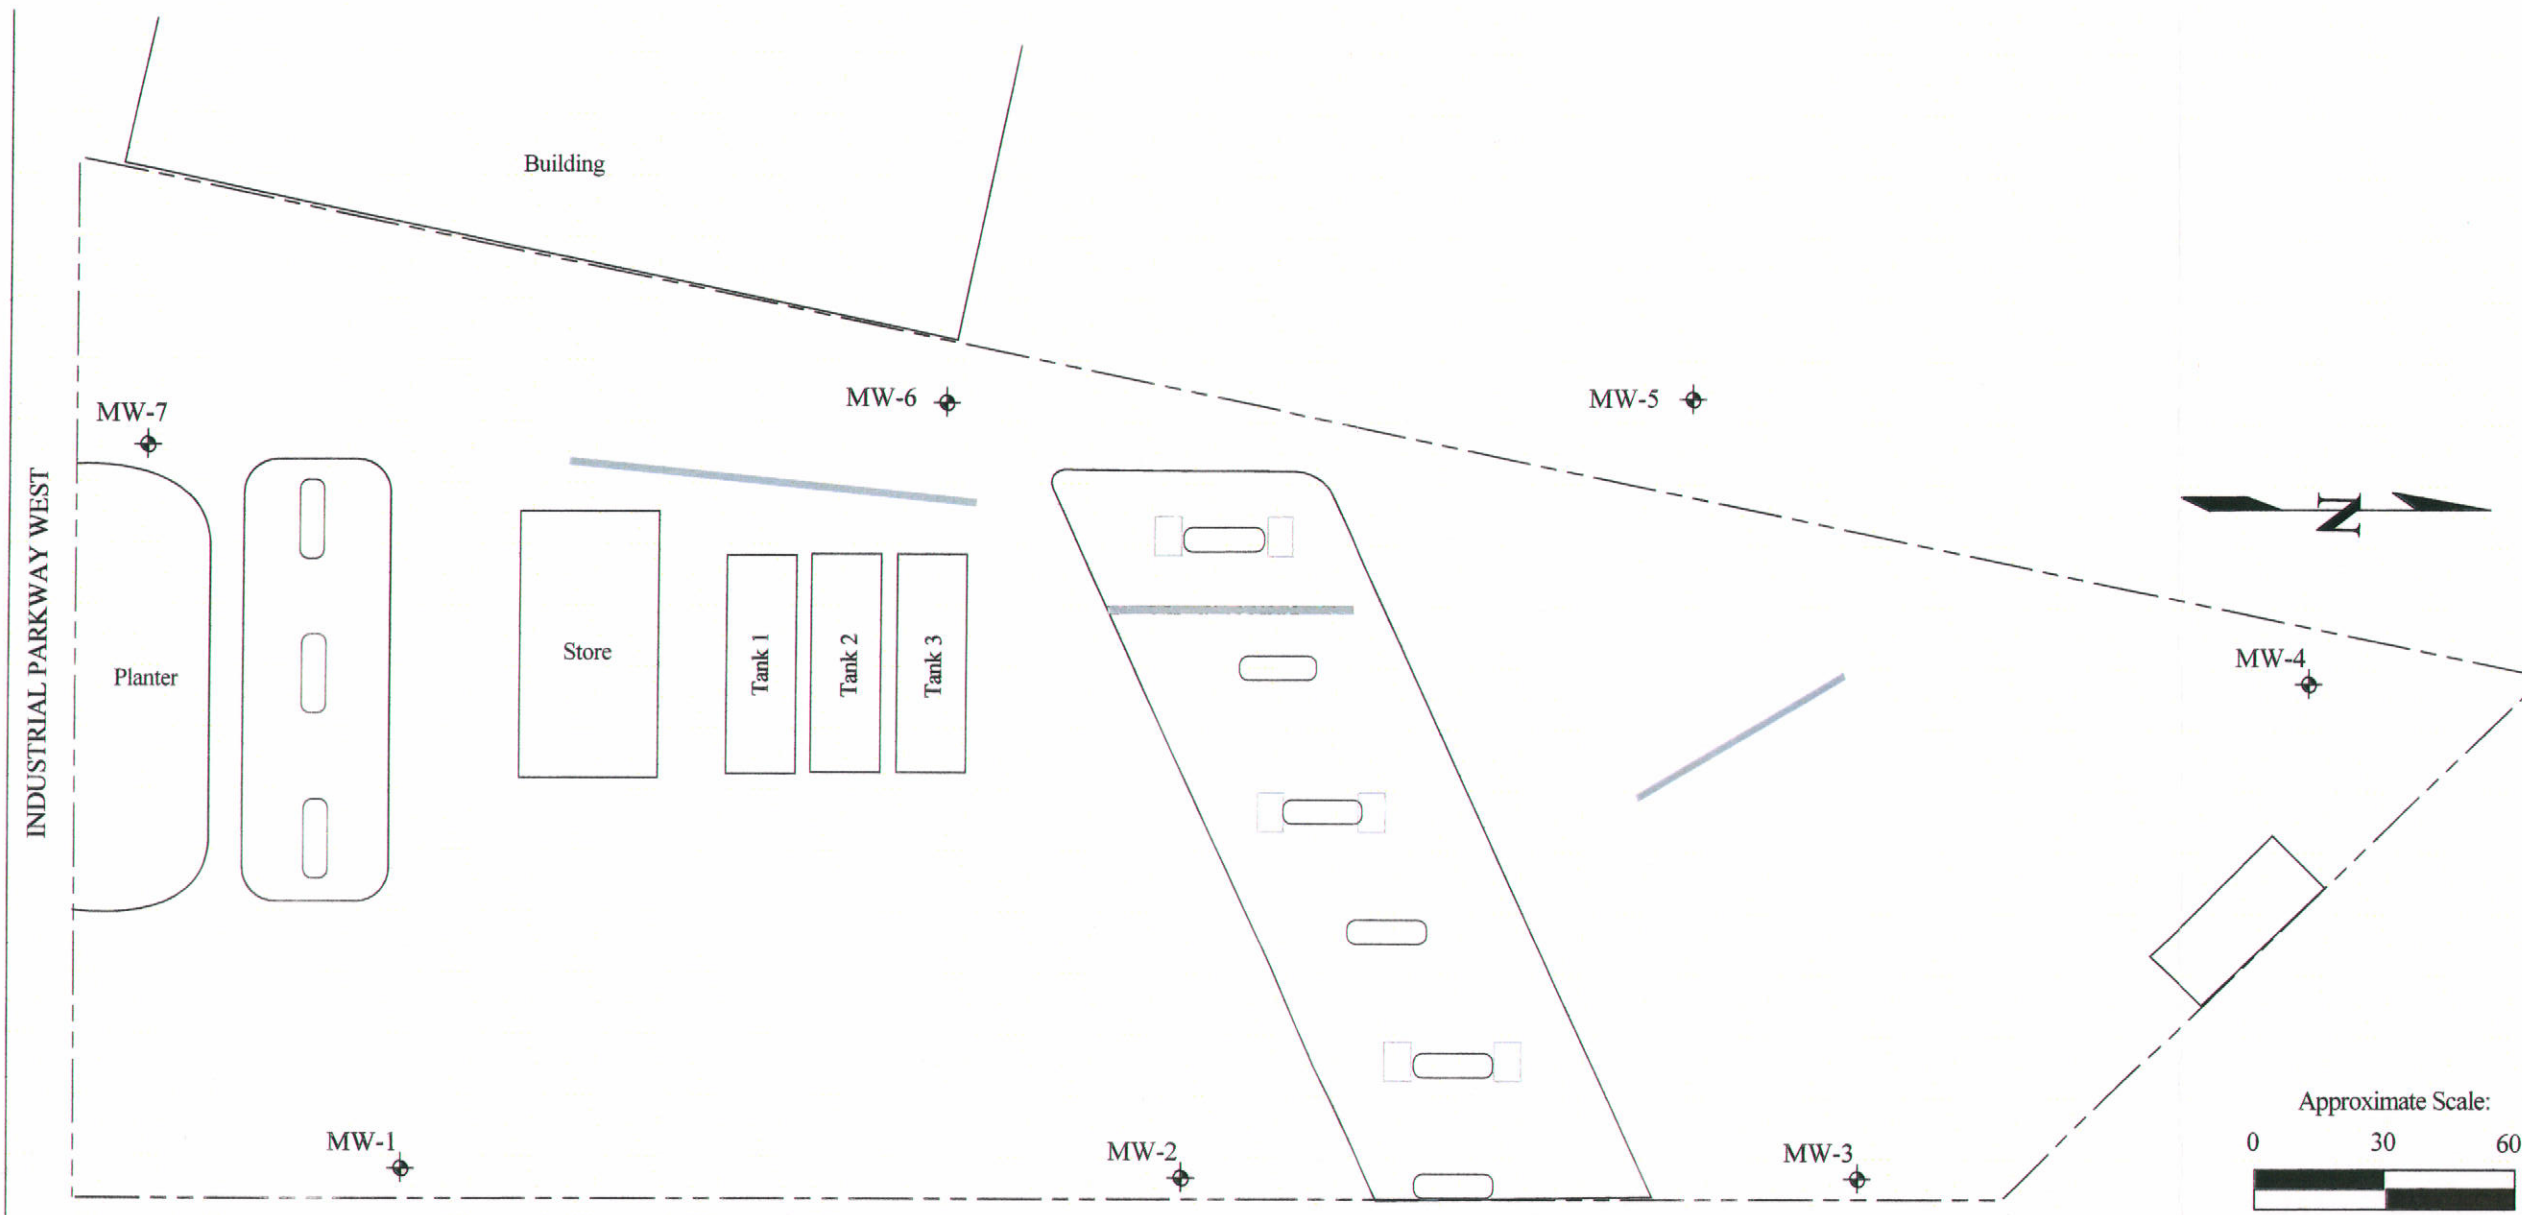 Building
MW-7
MW-6
MW-5
INDUSTRIAL PARKWAY WEST
Planter
Store
Tank 1
Tank 2
Tank 3
N
MW-4
MW-1
MW-2
MW-3
Approximate Scale:
0 30 60